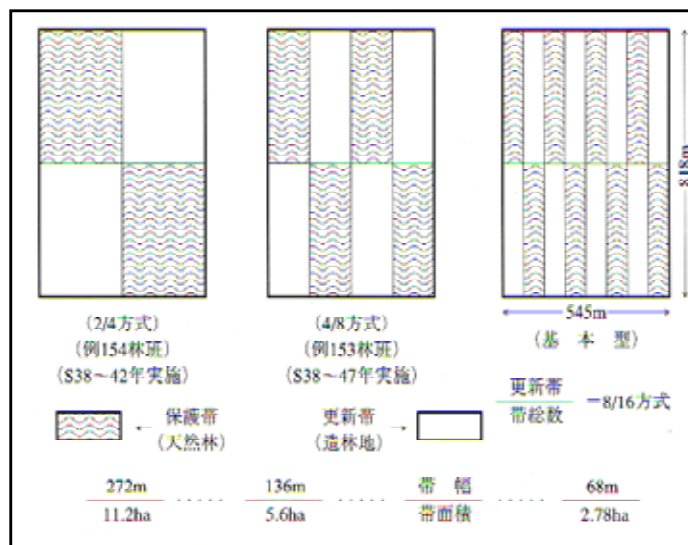 818m
545m
(2/4方式)
(例154林班)
(S38～42年実施)
(4/8方式)
(例153林班)
(S38～47年実施)
(基 本 型)
更新帯
帯総数
=8/16方式
保護帯
(天然林)
更新帯
(造林地)
272m ・・・・・ 136m ・・・・・ 帯 幅 ・・・・・ 68m
11.2ha 5.6ha 帯面積 2.78ha